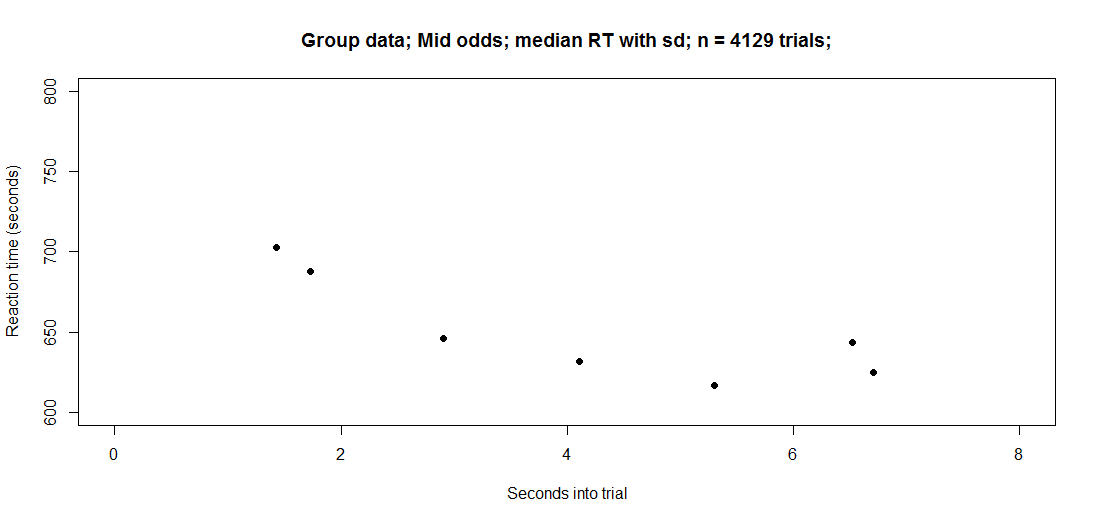 Group data; Mid odds; median RT with sd; n = 4129 trials;
Reaction time (seconds)
800
750
700
650
600
0 2 4 6 8
Seconds into trial